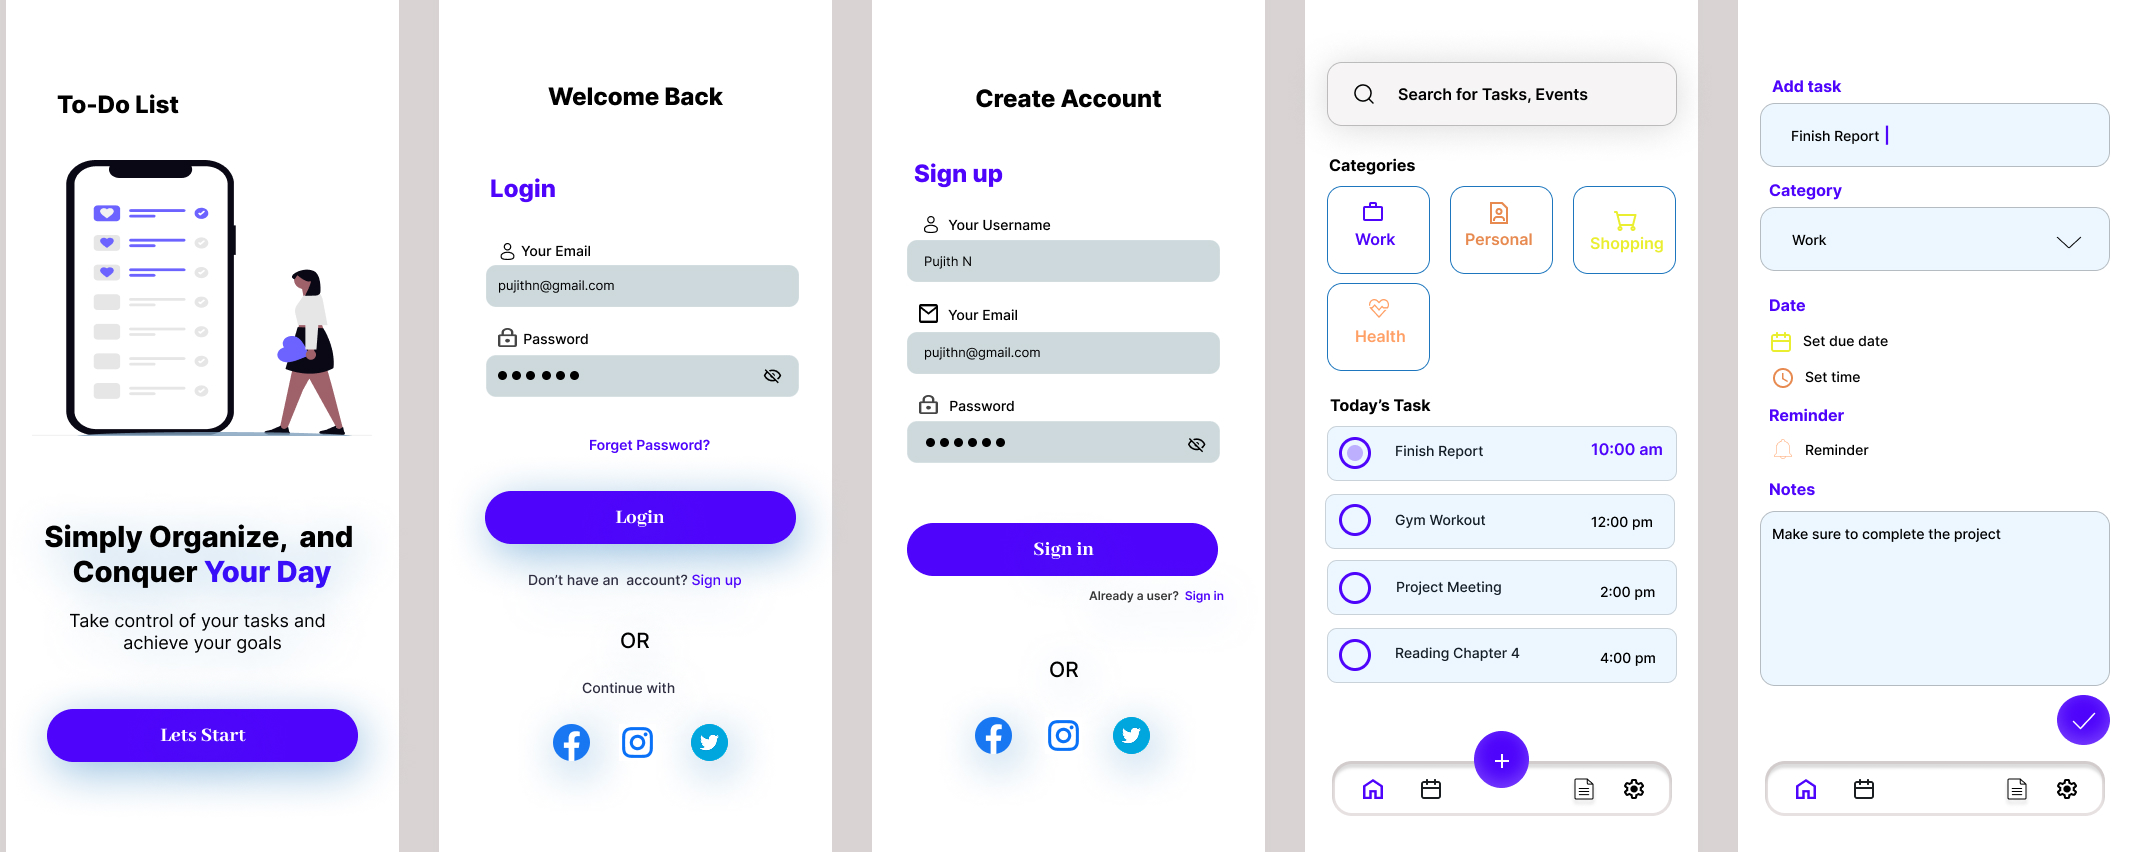 To-Do List
Simply Organize,  and
Conquer Your Day
Take control of your tasks and
achieve your goals
Lets Start
Welcome Back
Login
Your Email
pujithn@gmail.com
Password
Forget Password?
Login
Don't have an  account? Sign up
OR
Continue with
Create Account
Sign up
Your Username
Pujith N
Your Email
pujithn@gmail.com
Password
Sign in
Already a user?  Sign in
OR
Search for Tasks, Events
Categories
Work
Personal
Shopping
Health
Today's Task
Finish Report
10:00 am
Gym Workout
12:00 pm
Project Meeting
2:00 pm
Reading Chapter 4
4:00 pm
Add task
Finish Report
Category
Work
Date
Set due date
Set time
Reminder
Reminder
Notes
Make sure to complete the project